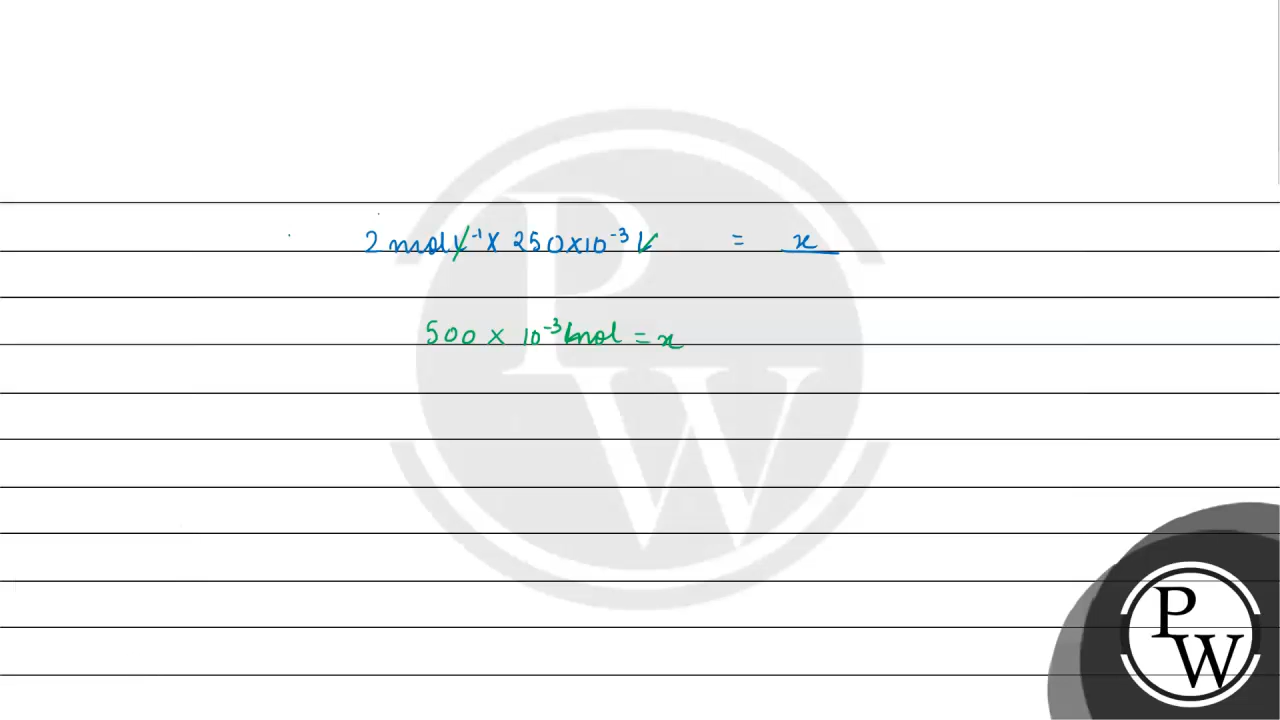 2 mol L⁻¹ × 250×10⁻³ L = x
500 × 10⁻³ mol = x
P
W
P
W